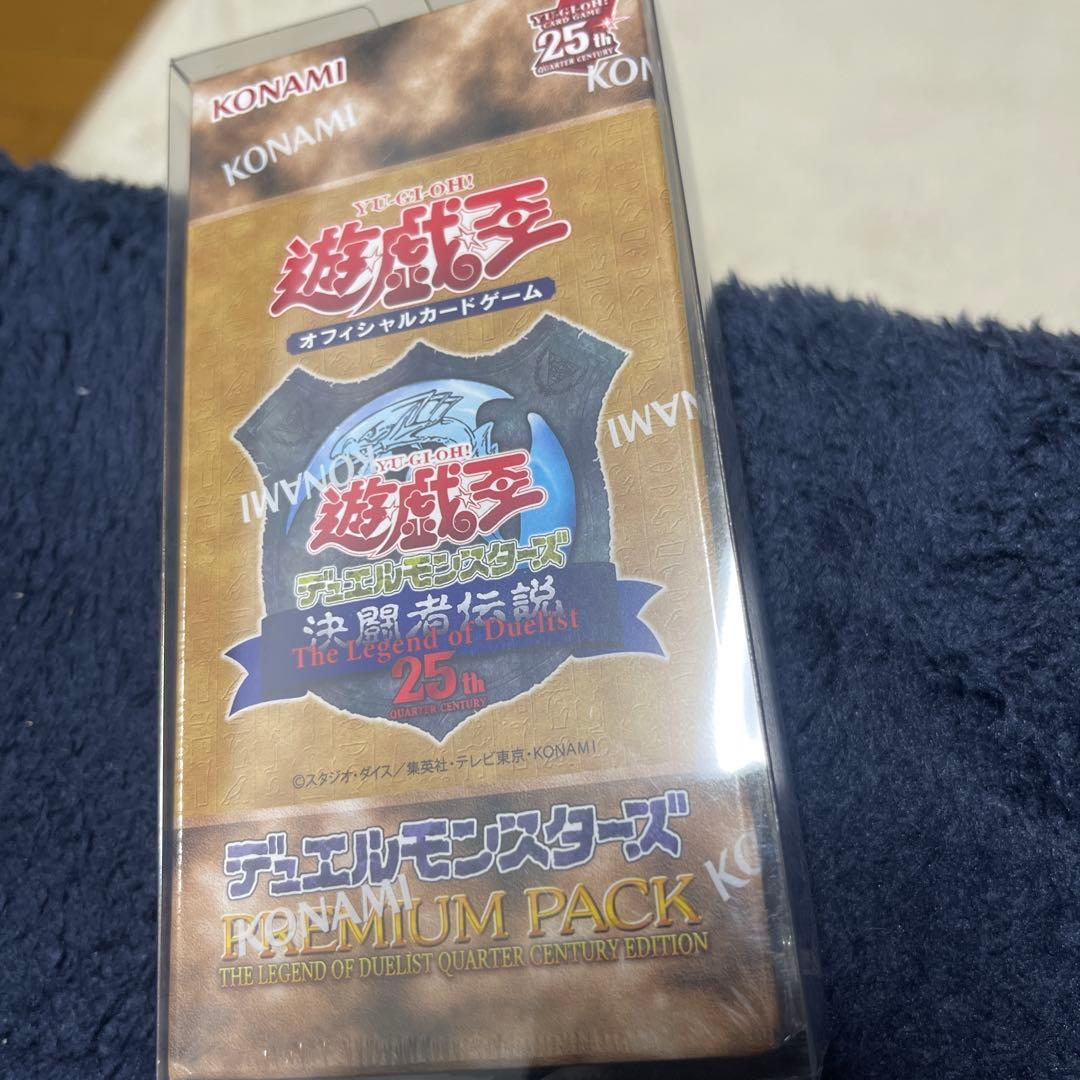 KONAMI
YU-GI-OH!
CARD GAME
25th
QUARTER CENTURY
KONAMI
KON
YU-GI-OH!
遊戯王
オフィシャルカードゲーム
KONAMI
KONAMI
KONAMI
YU-GI-OH!
遊戯王
デュエルモンスターズ
決闘者伝説
The Legend of Duelist
25th
QUARTER CENTURY
©スタジオ・ダイス/集英社・テレビ東京・KONAMI
デュエルモンスターズ
KONAMI
KO
PREMIUM PACK
THE LEGEND OF DUELIST QUARTER CENTURY EDITION